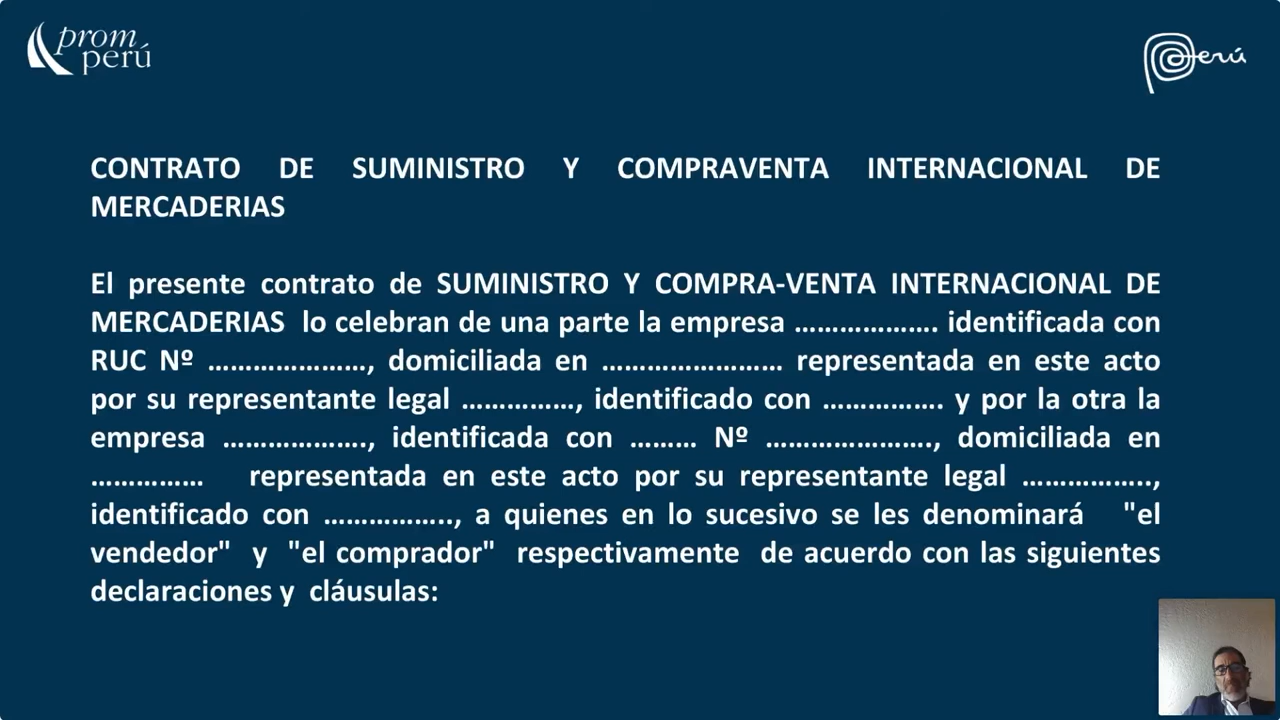 prom
perú
Perú
CONTRATO DE SUMINISTRO Y COMPRAVENTA INTERNACIONAL DE
MERCADERIAS
El presente contrato de SUMINISTRO Y COMPRA-VENTA INTERNACIONAL DE
MERCADERIAS lo celebran de una parte la empresa ………………. identificada con
RUC Nº …………………, domiciliada en …………………… representada en este acto
por su representante legal ……………, identificado con ……………. y por la otra la
empresa ………………., identificada con ……… Nº …………………., domiciliada en
…………… representada en este acto por su representante legal ……………..,
identificado con …………….., a quienes en lo sucesivo se les denominará "el
vendedor" y "el comprador" respectivamente de acuerdo con las siguientes
declaraciones y cláusulas: